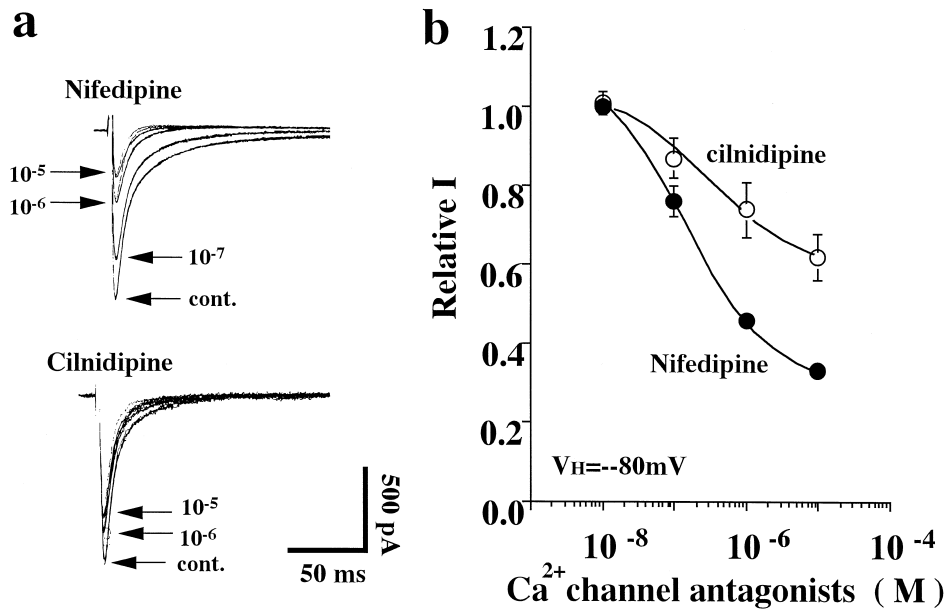 a
Nifedipine
10-5
10-6
10-7
cont.
Cilnidipine
10-5
10-6
cont.
500 pA
50 ms
b
1.2
1.0
0.8
0.6
0.4
0.2
0.0
Relative I
cilnidipine
Nifedipine
VH=--80mV
10 -8
10 -6
10 -4
Ca2+ channel antagonists ( M )